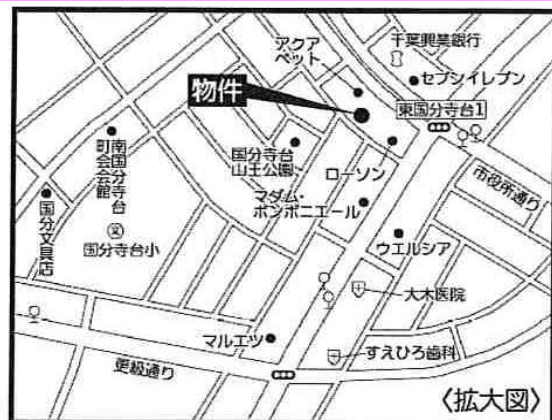 アクア
ペット
千葉興業銀行
セブンイレブン
物件
東国分寺台1
南国分寺台
町会会館
国分寺台
山王公園
ローソン
市役所通り
マダム・
ボンボニエール
国分文具店
文
国分寺台小
ウエルシア
大木医院
マルエツ
すえひろ歯科
更級通り
〈拡大図〉